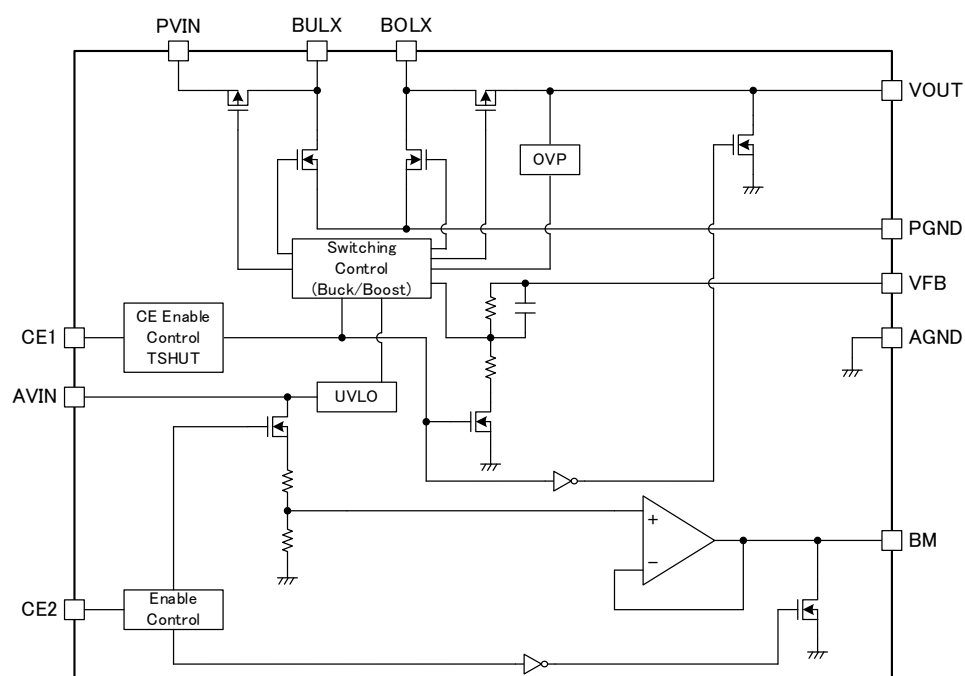 PVIN
BULX
BOLX
VOUT
OVP
PGND
Switching
Control
(Buck/Boost)
VFB
CE1
CE Enable
Control
TSHUT
AGND
AVIN
UVLO
+
−
BM
CE2
Enable
Control